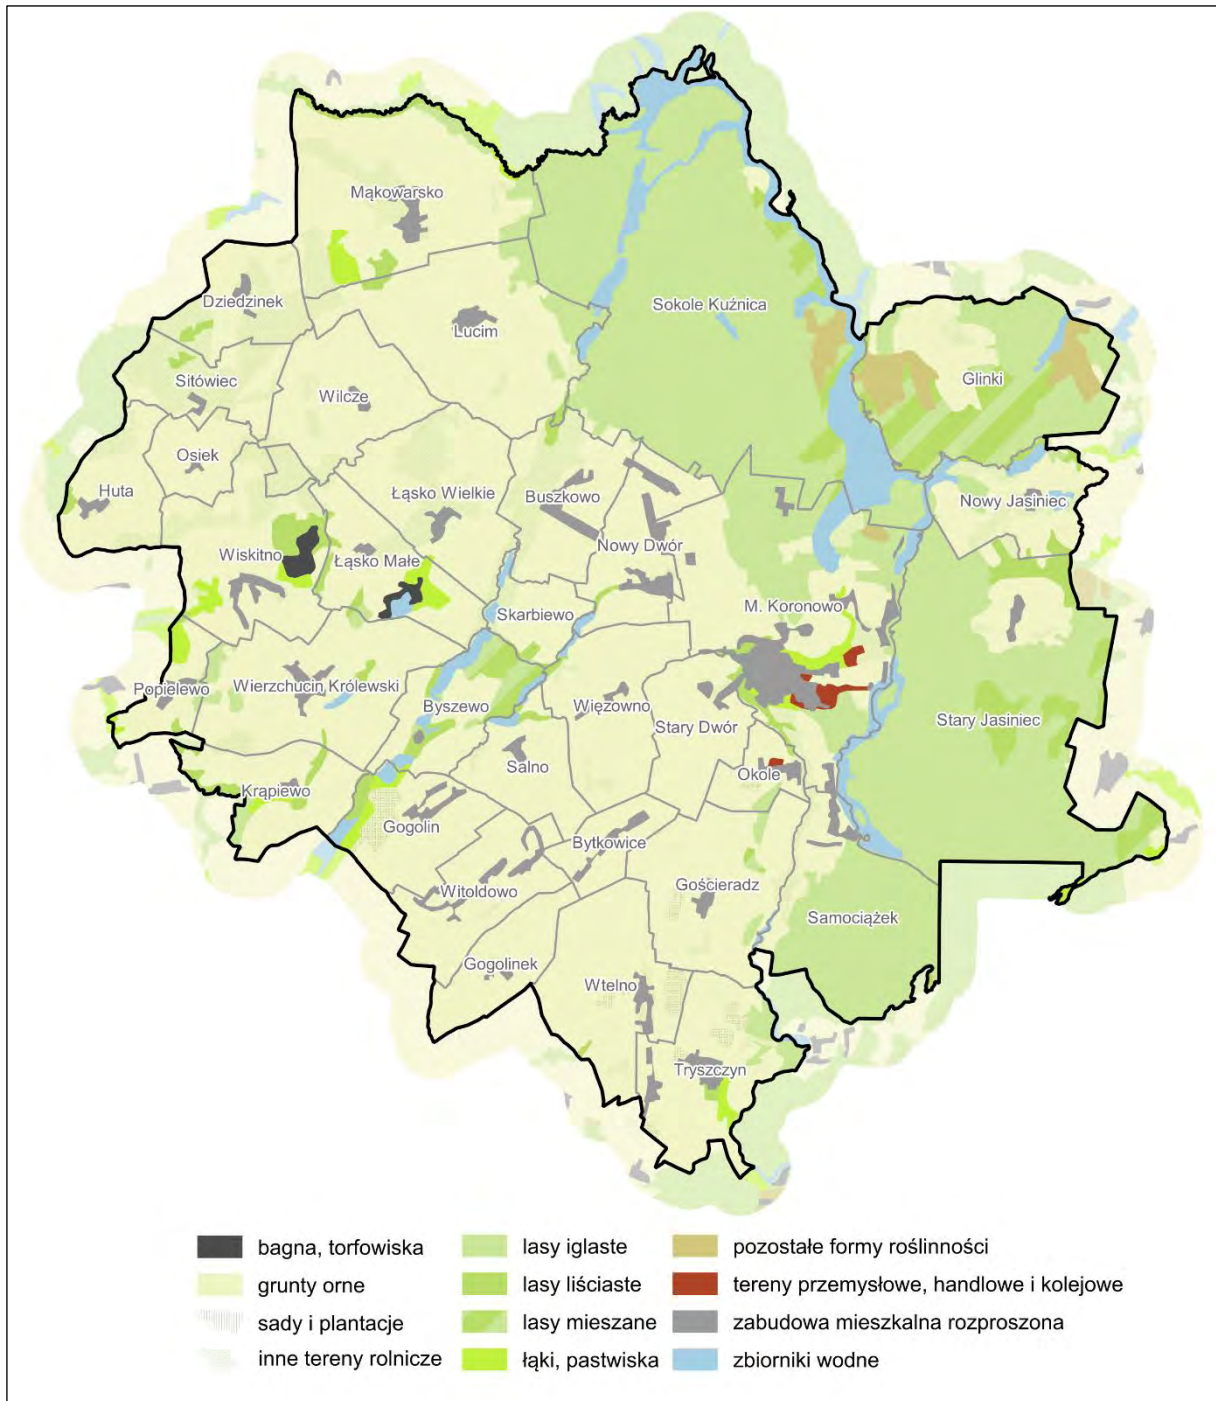 Mąkowarsko
Dziedzinek
Sokole Kuźnica
Lucim
Sitówiec
Glinki
Wilcze
Osiek
Huta
Łąsko Wielkie
Buszkowo
Nowy Jasiniec
Nowy Dwór
Wiskitno
Łąsko Małe
M. Koronowo
Skarbiewo
Popielewo
Wierzchucin Królewski
Byszewo
Więzowno
Stary Dwór
Stary Jasiniec
Salno
Okole
Krąpiewo
Gogolin
Bytkowice
Witoldowo
Gościeradz
Samociążek
Gogolinek
Wtelno
Tryszczyn
bagna, torfowiska
grunty orne
sady i plantacje
inne tereny rolnicze
lasy iglaste
lasy liściaste
lasy mieszane
łąki, pastwiska
pozostałe formy roślinności
tereny przemysłowe, handlowe i kolejowe
zabudowa mieszkalna rozproszona
zbiorniki wodne